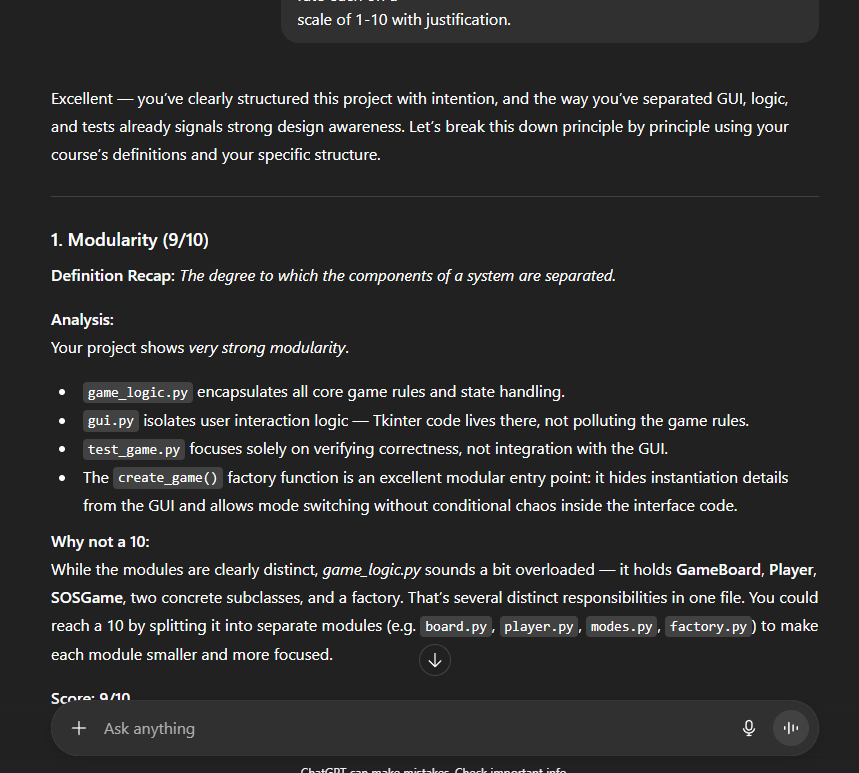 scale of 1-10 with justification.
Excellent — you’ve clearly structured this project with intention, and the way you’ve separated GUI, logic,
and tests already signals strong design awareness. Let’s break this down principle by principle using your
course’s definitions and your specific structure.
1. Modularity (9/10)
Definition Recap: The degree to which the components of a system are separated.
Analysis:
Your project shows very strong modularity.
• game_logic.py encapsulates all core game rules and state handling.
• gui.py isolates user interaction logic — Tkinter code lives there, not polluting the game rules.
• test_game.py focuses solely on verifying correctness, not integration with the GUI.
• The create_game() factory function is an excellent modular entry point: it hides instantiation details
from the GUI and allows mode switching without conditional chaos inside the interface code.
Why not a 10:
While the modules are clearly distinct, game_logic.py sounds a bit overloaded — it holds GameBoard, Player,
SOSGame, two concrete subclasses, and a factory. That’s several distinct responsibilities in one file. You could
reach a 10 by splitting it into separate modules (e.g. board.py, player.py, modes.py, factory.py) to make
each module smaller and more focused.
Score: 9/10
Ask anything
ChatGPT can make mistakes. Check important info.